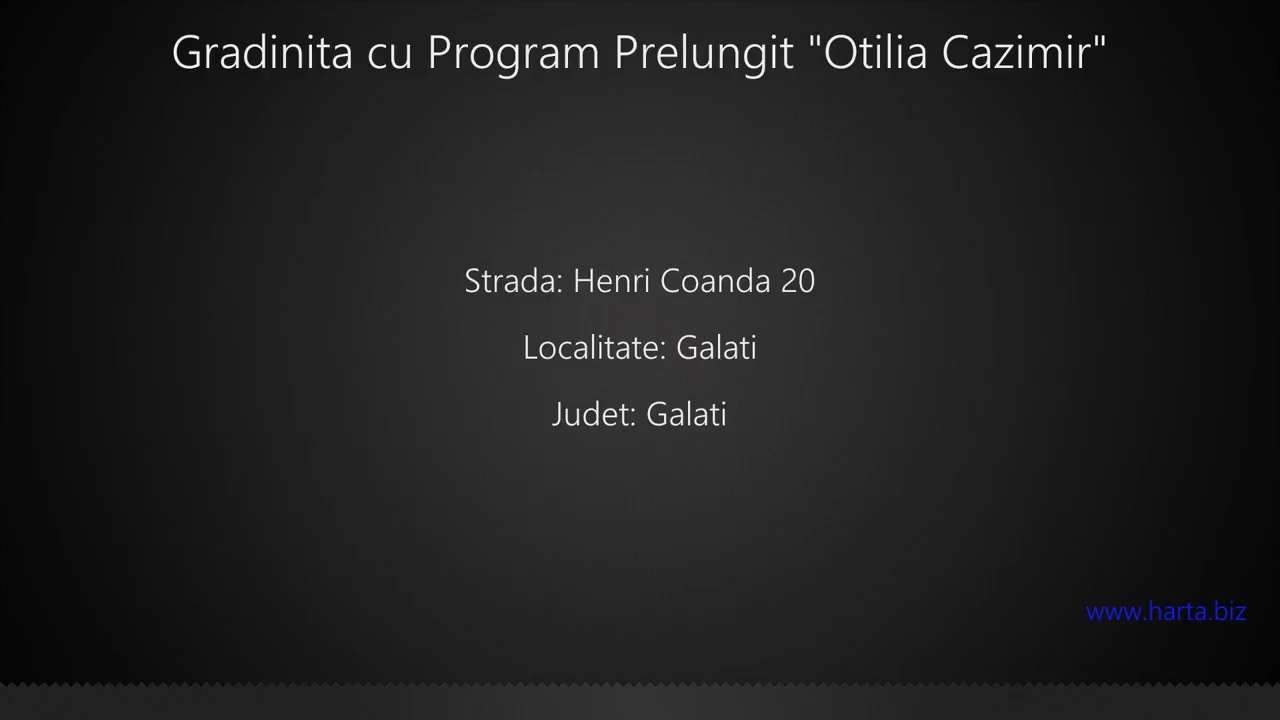 Gradinita cu Program Prelungit "Otilia Cazimir"
Strada: Henri Coanda 20
Localitate: Galati
Judet: Galati
www.harta.biz